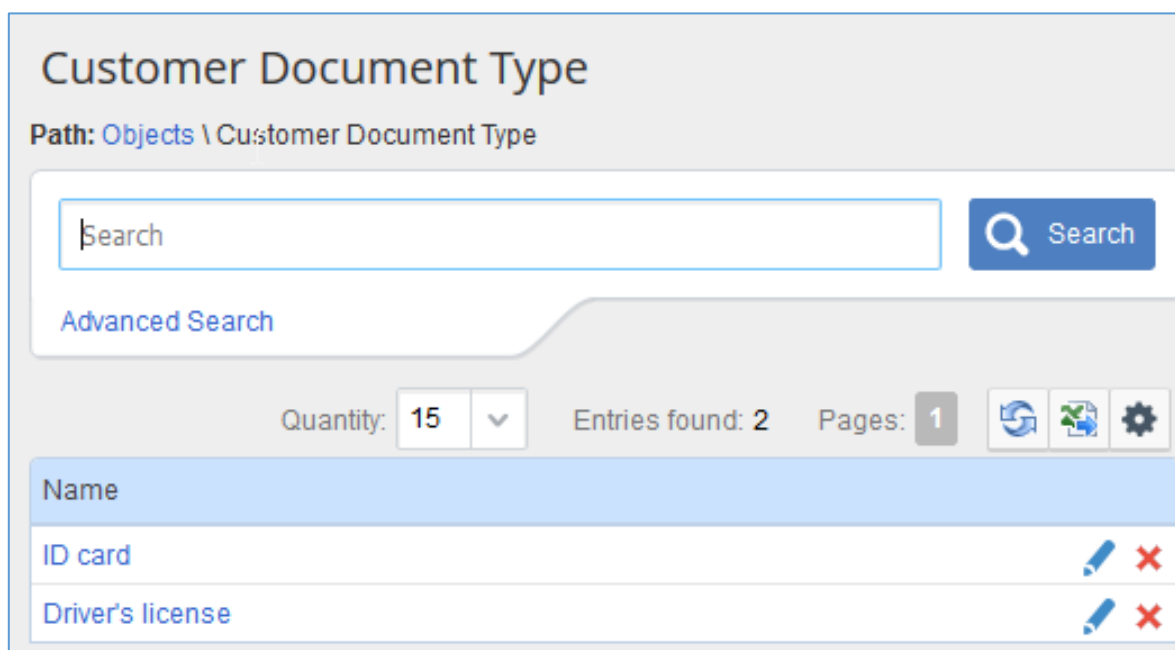 Customer Document Type
Path: Objects \ Customer Document Type
Search Search
Advanced Search
Quantity: 15 Entries found: 2 Pages: 1
Name
ID card
Driver's license